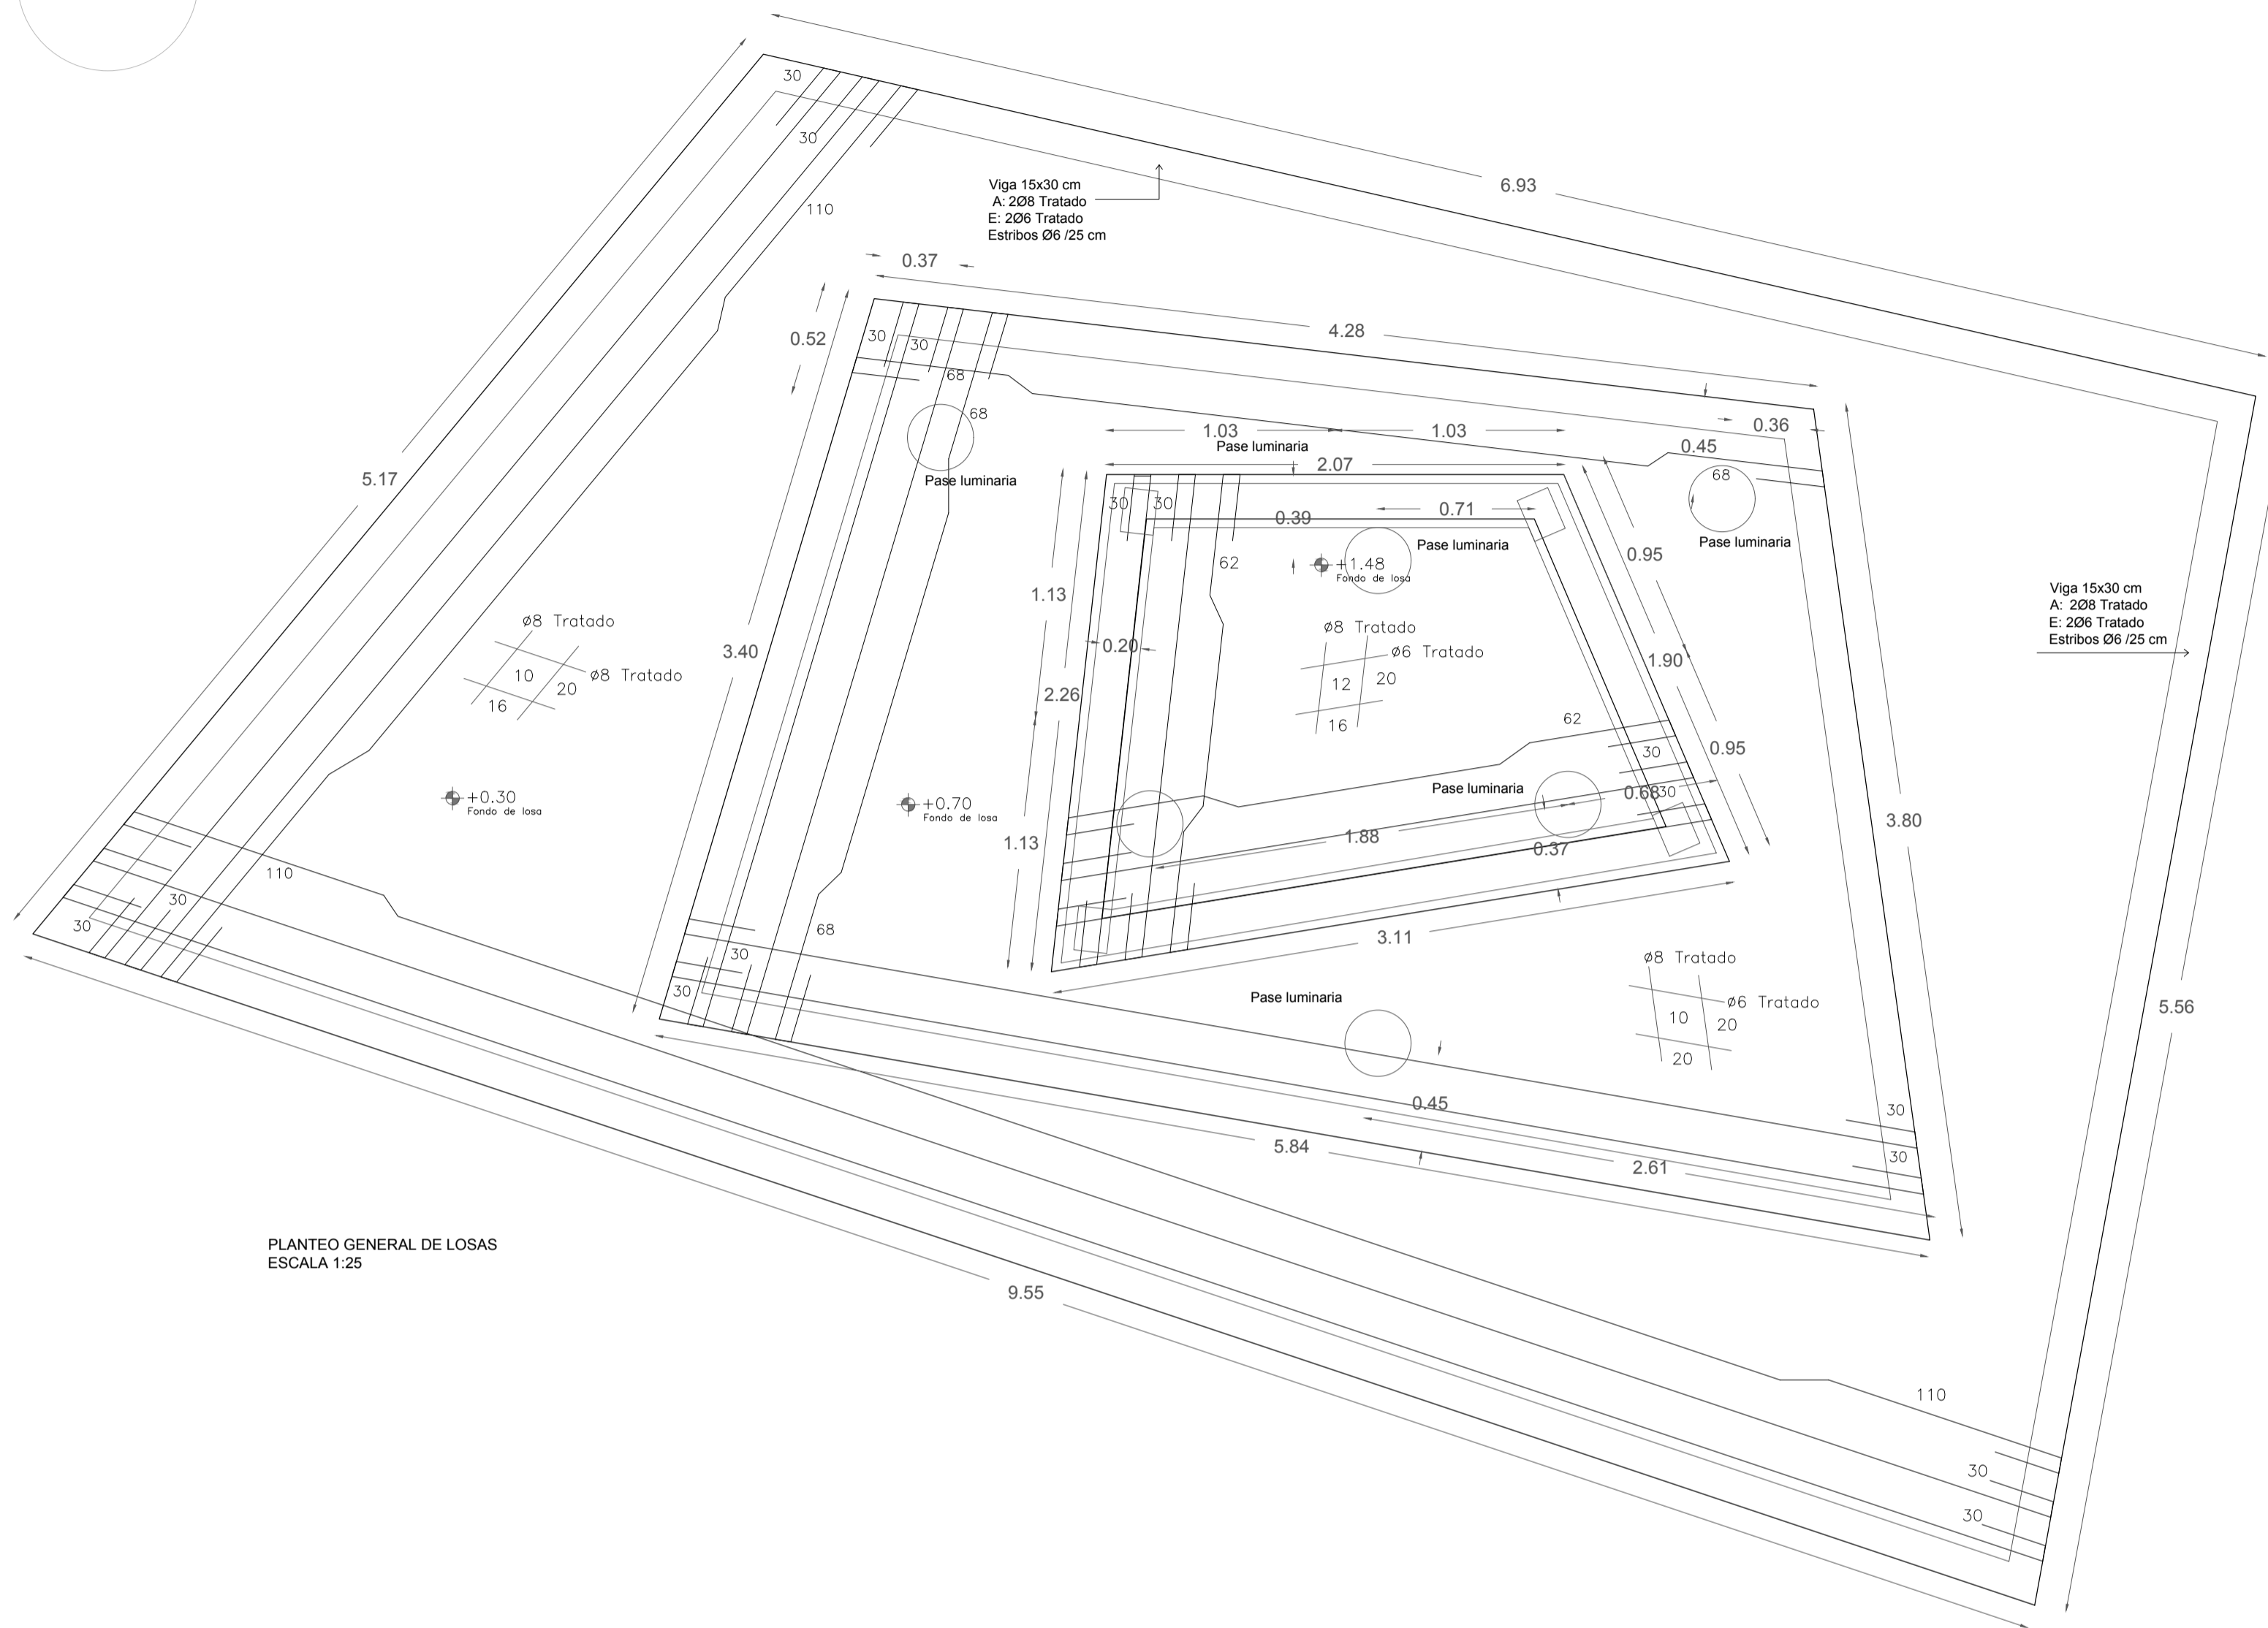 30
30
110
6.93
Viga 15x30 cm
A: 2Ø8 Tratado
E: 2Ø6 Tratado
Estribos Ø6 /25 cm
0.37
0.52
4.28
30
30
68
68
Pase luminaria
5.17
0.36
0.45
68
Pase luminaria
1.03
1.03
Pase luminaria
2.07
30
30
0.39
0.71
Pase luminaria
62
+1.48
Fondo de losa
0.95
1.13
0.20
3.40
2.26
ø8 Tratado
ø6 Tratado
12
20
16
1.90
62
0.95
30
Viga 15x30 cm
A: 2Ø8 Tratado
E: 2Ø6 Tratado
Estribos Ø6 /25 cm
ø8 Tratado
ø8 Tratado
10
20
16
+0.30
Fondo de losa
+0.70
Fondo de losa
Pase luminaria
0.68
30
1.88
0.37
1.13
3.80
110
30
30
68
30
30
3.11
Pase luminaria
ø8 Tratado
ø6 Tratado
10
20
20
5.56
0.45
5.84
2.61
30
30
PLANTEO GENERAL DE LOSAS
ESCALA 1:25
9.55
110
30
30